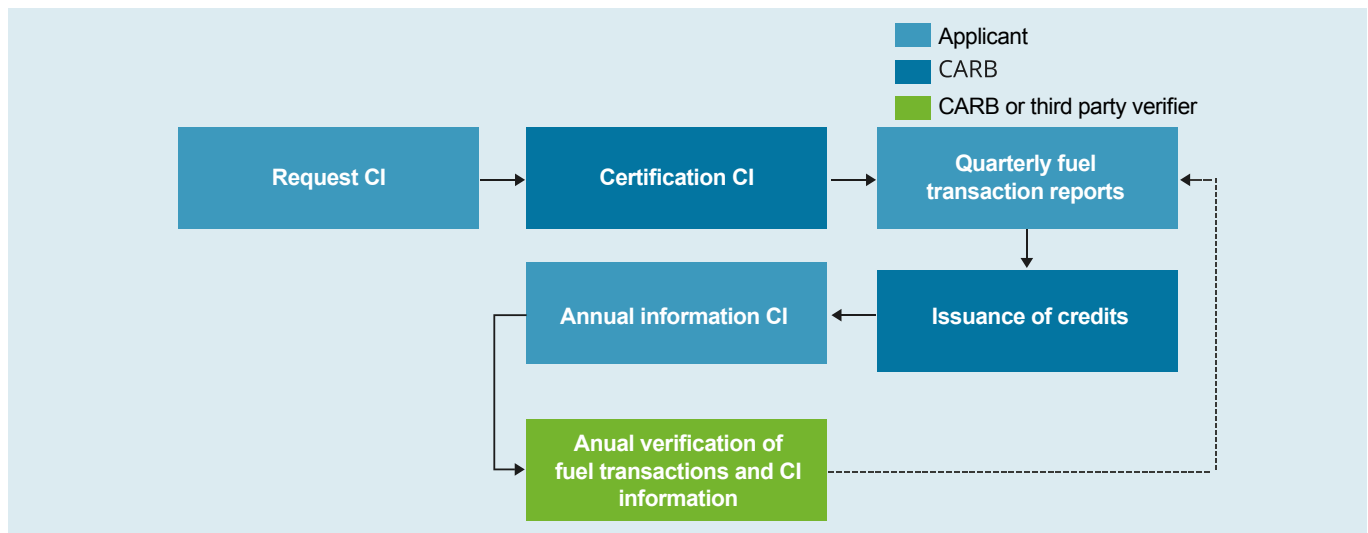 Applicant
CARB
CARB or third party verifier
Request CI
Certification CI
Quarterly fuel
transaction reports
Annual information CI
Issuance of credits
Anual verification of
fuel transactions and CI
information